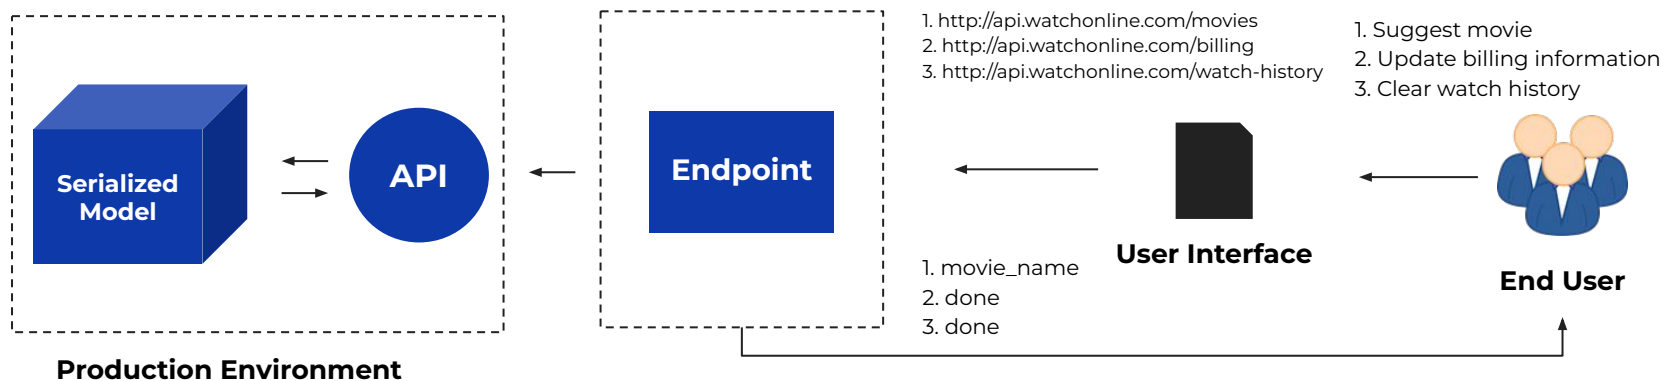 Serialized
Model
API
Production Environment
Endpoint
1. http://api.watchonline.com/movies
2. http://api.watchonline.com/billing
3. http://api.watchonline.com/watch-history
1. movie_name
2. done
3. done
User Interface
1. Suggest movie
2. Update billing information
3. Clear watch history
End User